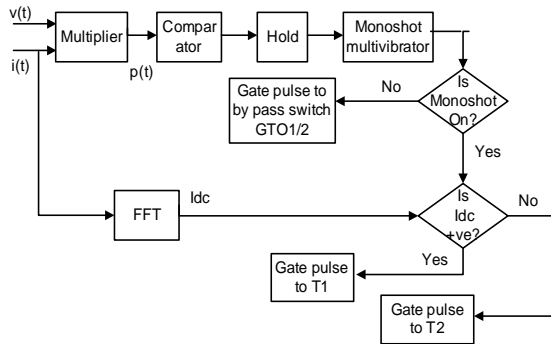 v(t)
i(t)
Multiplier
p(t)
Compar
ator
Hold
Monoshot
multivibrator
Is
Monoshot
On?
No
Gate pulse to
by pass switch
GTO1/2
Yes
FFT
Idc
Is
Idc
+ve?
No
Yes
Gate pulse
to T1
Gate pulse
to T2